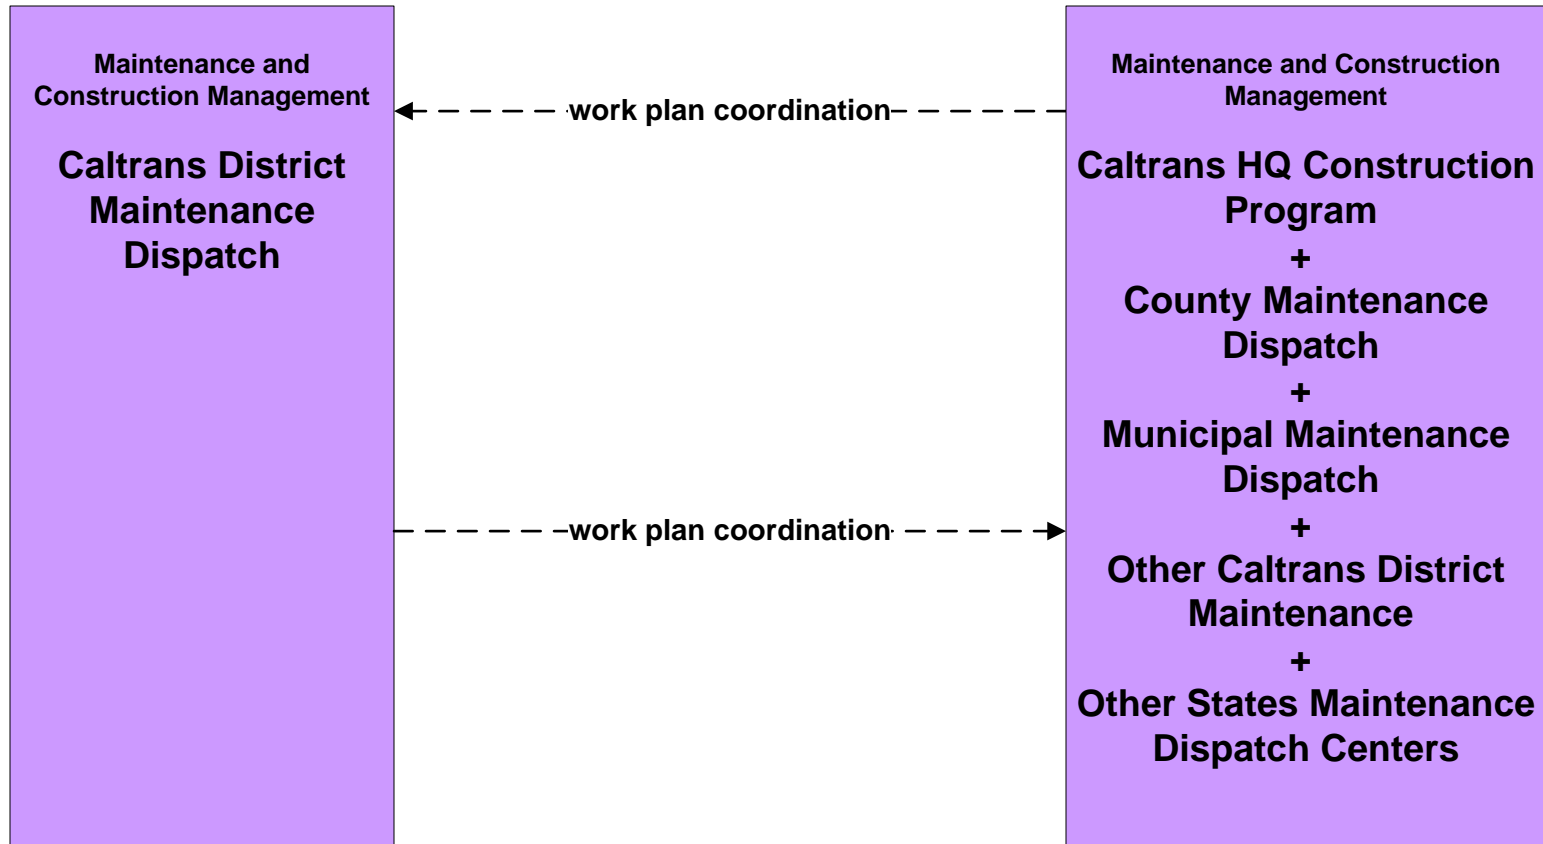 Maintenance and
Construction Management
Caltrans District
Maintenance
Dispatch
work plan coordination
work plan coordination
Maintenance and Construction
Management
Caltrans HQ Construction
Program
+
County Maintenance
Dispatch
+
Municipal Maintenance
Dispatch
+
Other Caltrans District
Maintenance
+
Other States Maintenance
Dispatch Centers